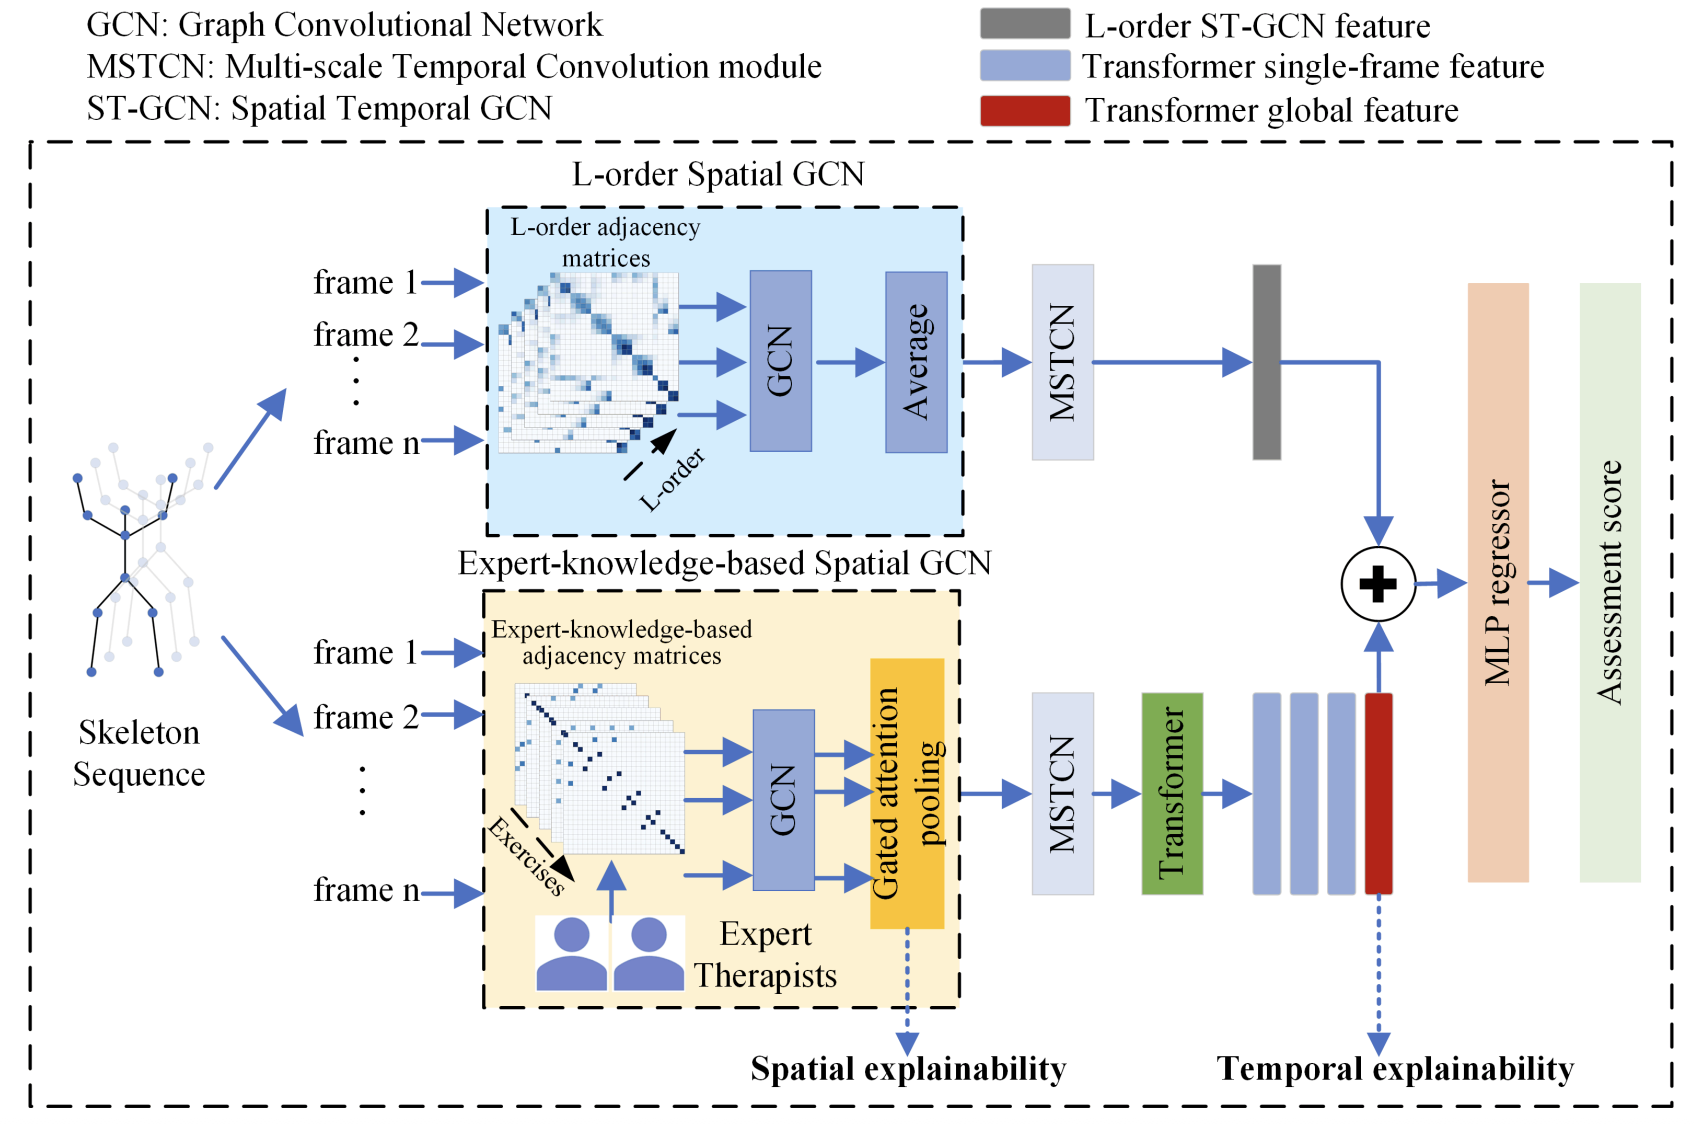 GCN: Graph Convolutional Network
MSTCN: Multi-scale Temporal Convolution module
ST-GCN: Spatial Temporal GCN
L-order ST-GCN feature
Transformer single-frame feature
Transformer global feature
L-order Spatial GCN
L-order adjacency
matrices
frame 1
frame 2
frame n
L-order
GCN
Average
MSTCN
Skeleton
Sequence
Expert-knowledge-based Spatial GCN
Expert-knowledge-based
adjacency matrices
frame 1
frame 2
frame n
Exercises
Expert
Therapists
GCN
Gated attention
pooling
MSTCN
Transformer
MLP regressor
Assessment score
Spatial explainability
Temporal explainability